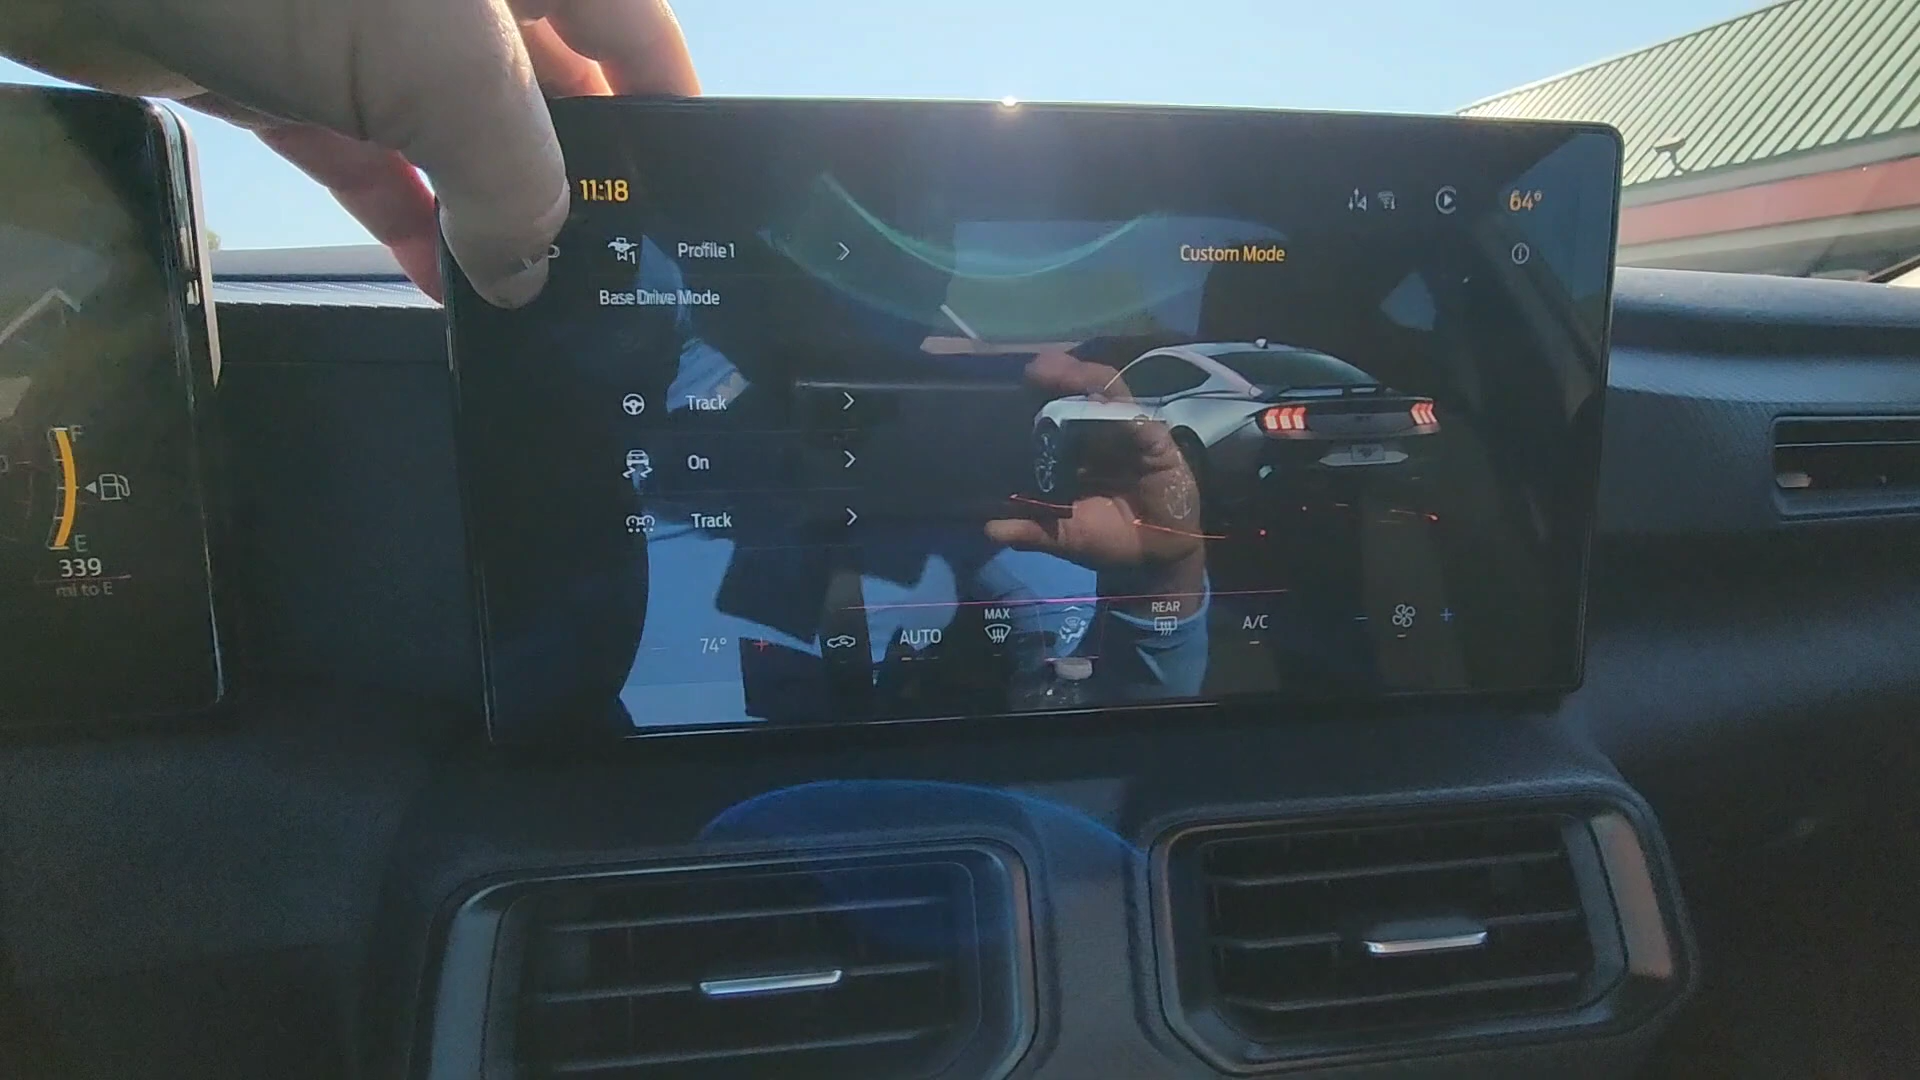 11:18
64°
1
Profile 1
Custom Mode
Base Drive Mode
Track
On
Track
F
E
339
mi to E
74°
AUTO
MAX
REAR
A/C